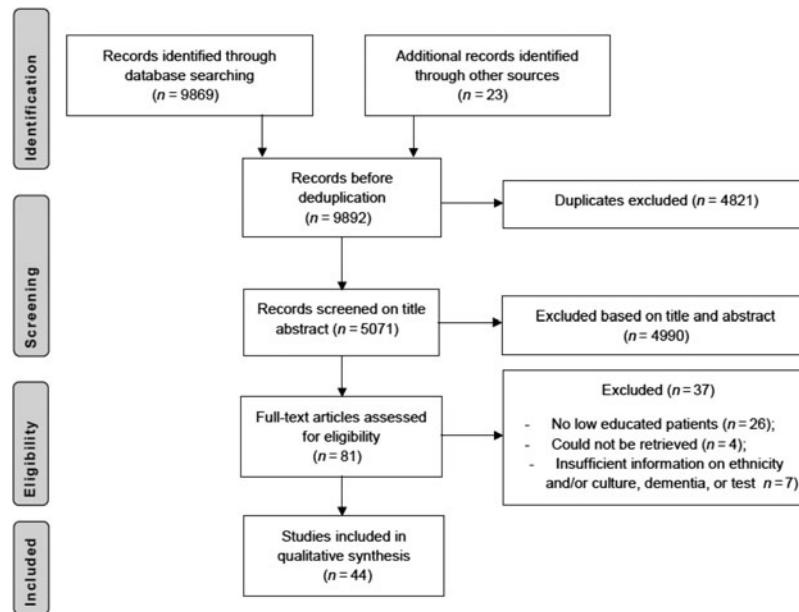 Identification
Records identified through
database searching
(n = 9869)
Additional records identified
through other sources
(n = 23)
Records before
deduplication
(n = 9892)
Duplicates excluded (n = 4821)
Screening
Records screened on title
abstract (n = 5071)
Excluded based on title and abstract
(n = 4990)
Eligibility
Full-text articles assessed for
eligibility
(n = 81)
Excluded (n = 37)
- No low educated patients (n = 26);
- Could not be retrieved (n = 4);
- Insufficient information on ethnicity
and/or culture, dementia, or test n = 7)
Included
Studies included in
qualitative synthesis
(n = 44)